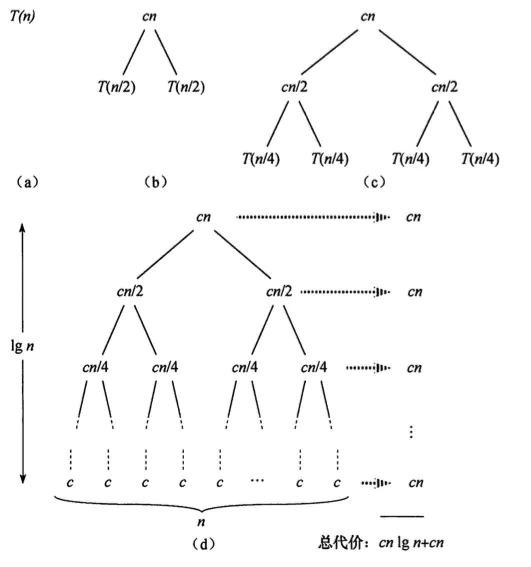 T(n) cn cn
T(n/2) T(n/2) cn/2 cn/2
T(n/4) T(n/4) T(n/4) T(n/4)
(a) (b) (c)
cn cn
cn/2 cn/2 cn
lg n
cn/4 cn/4 cn/4 cn/4 cn
⋮
c c c c c … c c cn
n
(d) 总代价：cn lg n+cn